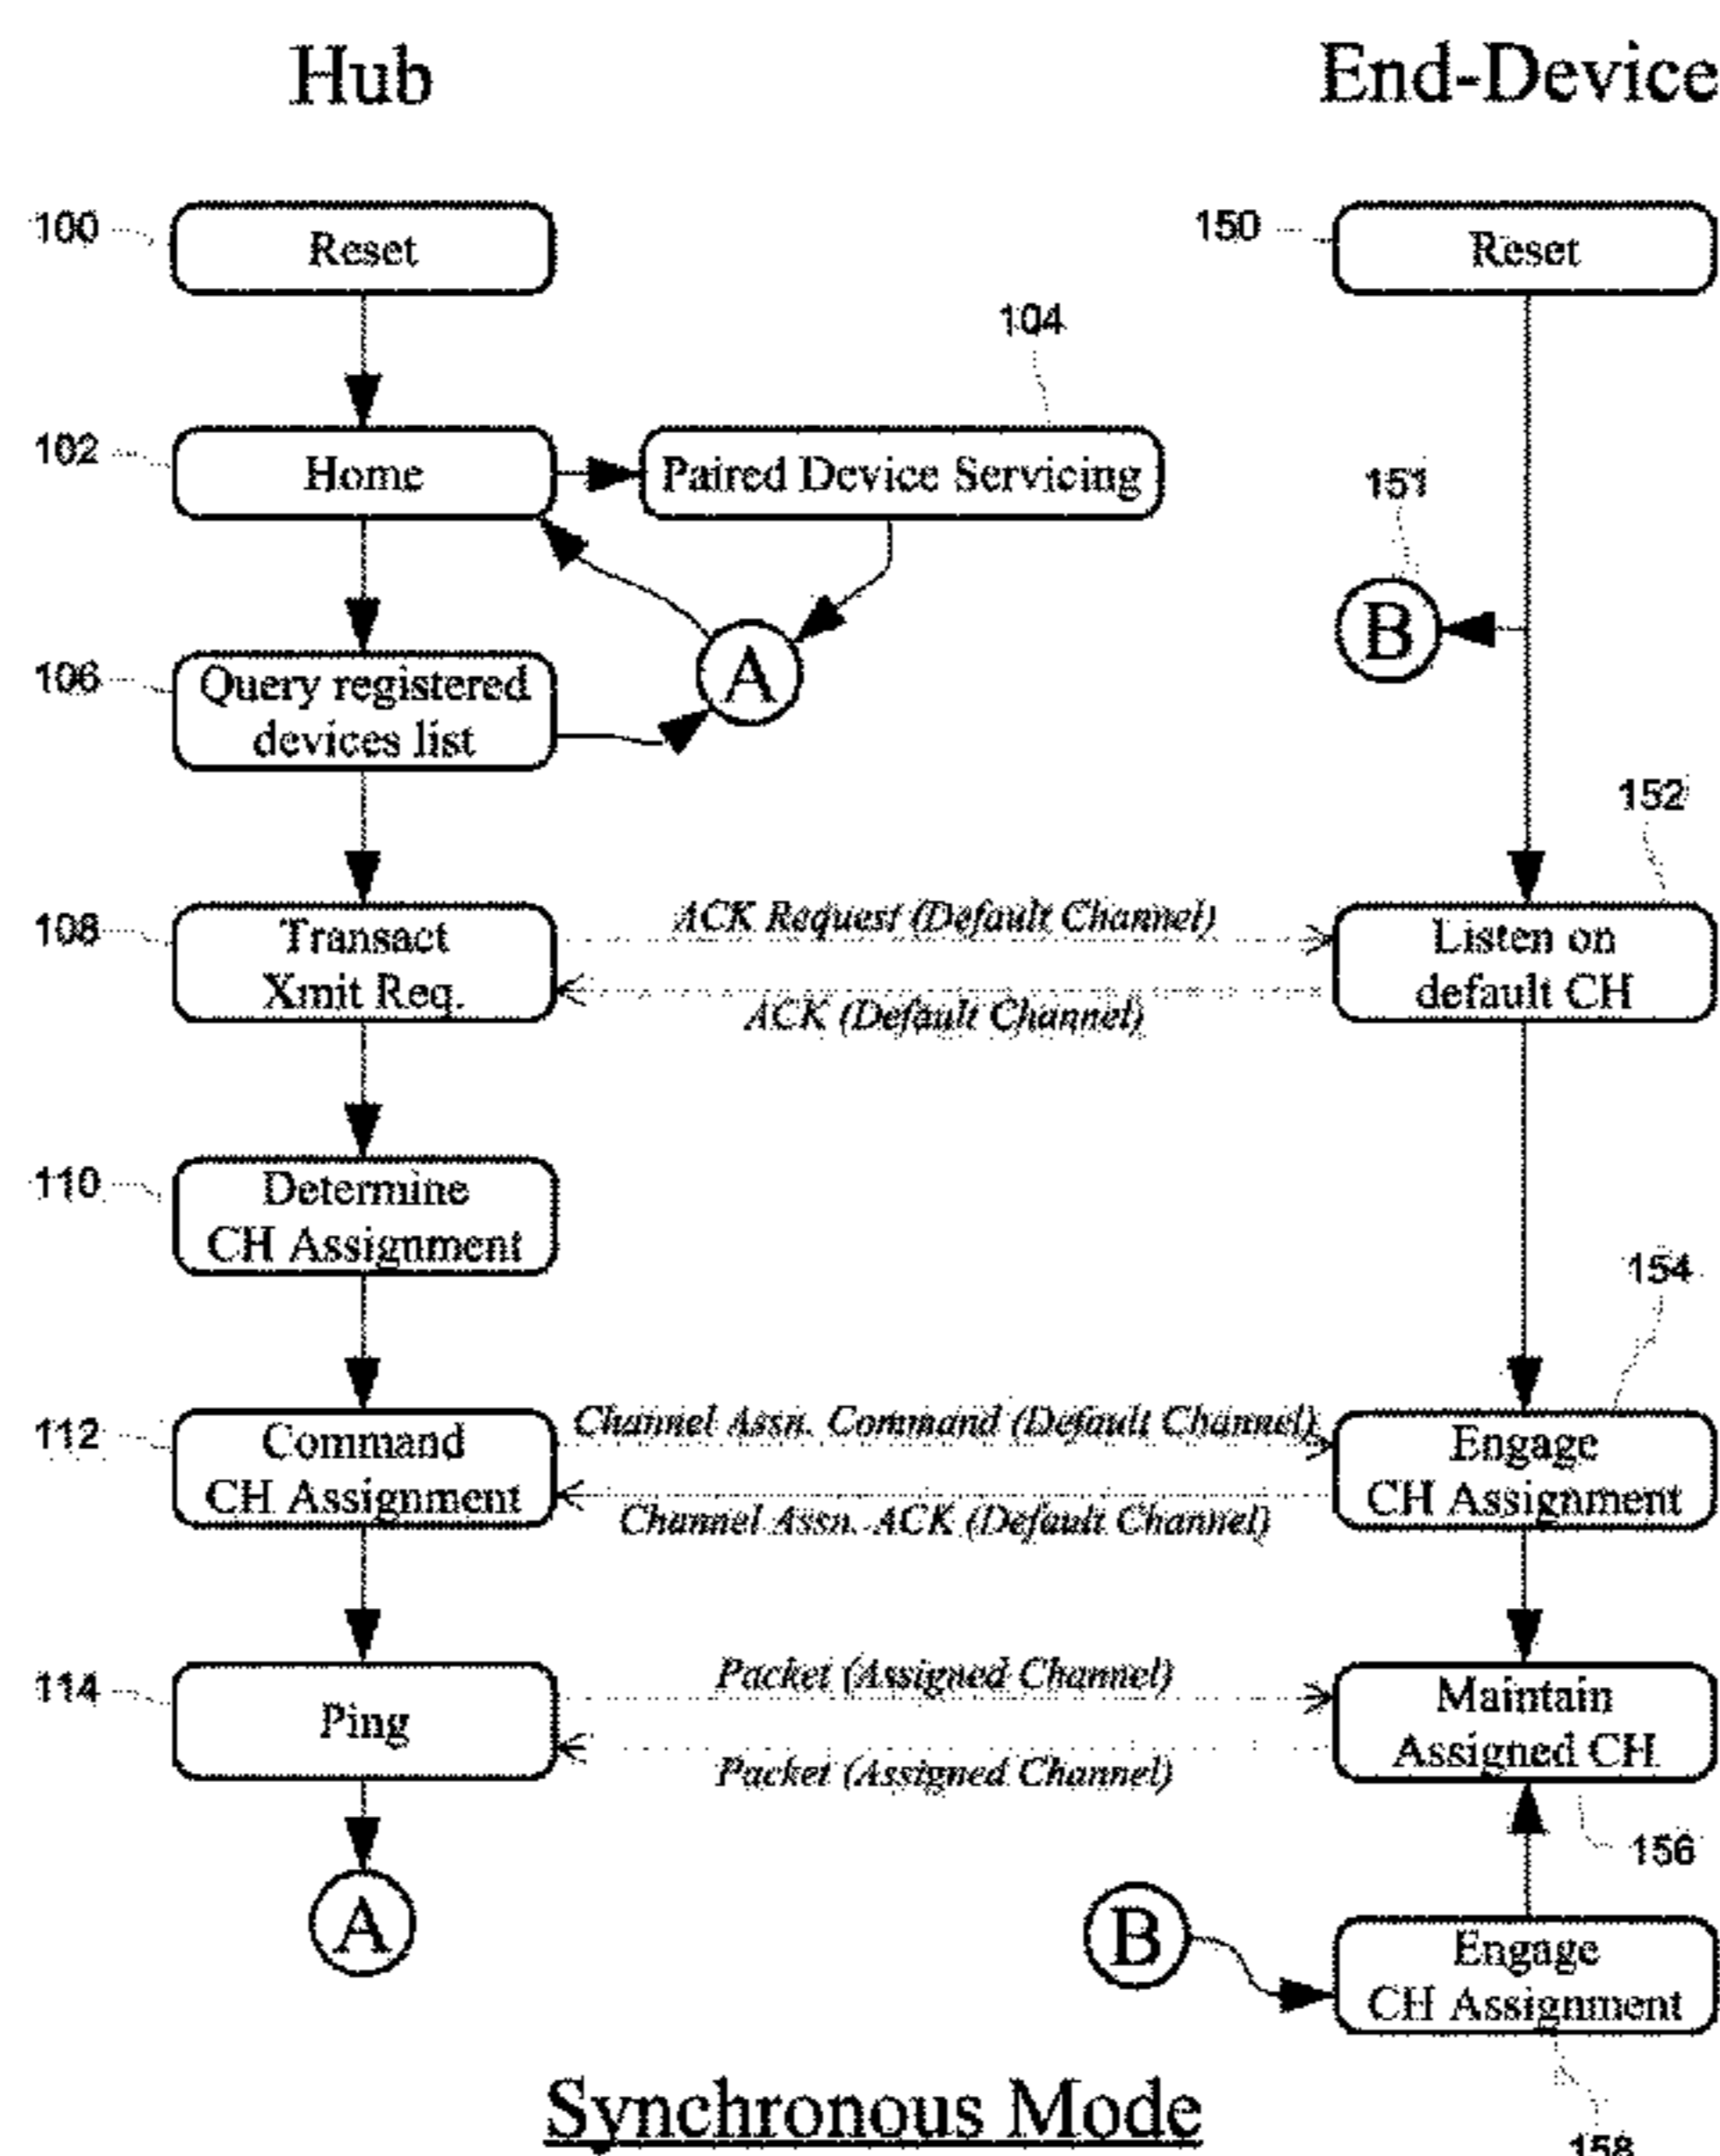 Hub
End-Device
100
Reset
150
Reset
104
102
Home
Paired Device Servicing
151
B
106
Query registered
devices list
A
152
108
Transact
Xmit Req.
ACK Request (Default Channel)
ACK (Default Channel)
Listen on
default CH
110
Determine
CH Assignment
154
112
Command
CH Assignment
Channel Assn. Command (Default Channel)
Channel Assn. ACK (Default Channel)
Engage
CH Assignment
114
Ping
Packet (Assigned Channel)
Packet (Assigned Channel)
Maintain
Assigned CH
156
A
B
Engage
CH Assignment
158
Synchronous Mode